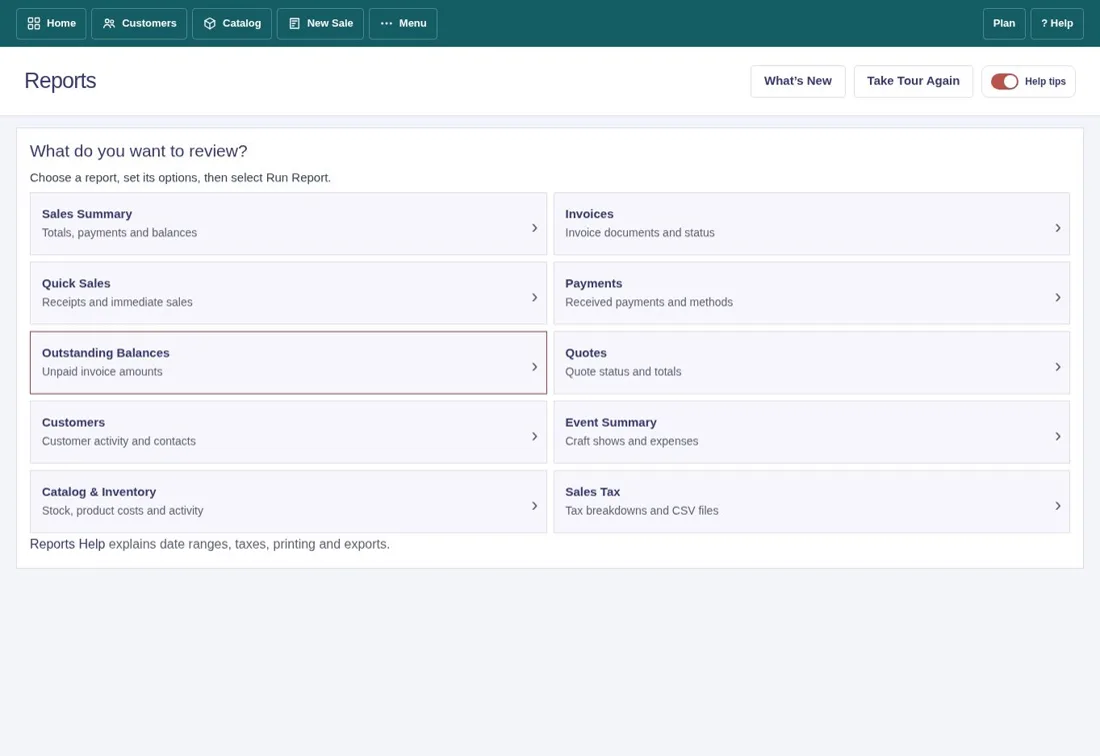 Home Customers Catalog New Sale Menu Plan ? Help
Reports
What's New Take Tour Again Help tips
What do you want to review?
Choose a report, set its options, then select Run Report.
Sales Summary
Totals, payments and balances
Invoices
Invoice documents and status
Quick Sales
Receipts and immediate sales
Payments
Received payments and methods
Outstanding Balances
Unpaid invoice amounts
Quotes
Quote status and totals
Customers
Customer activity and contacts
Event Summary
Craft shows and expenses
Catalog & Inventory
Stock, product costs and activity
Sales Tax
Tax breakdowns and CSV files
Reports Help explains date ranges, taxes, printing and exports.